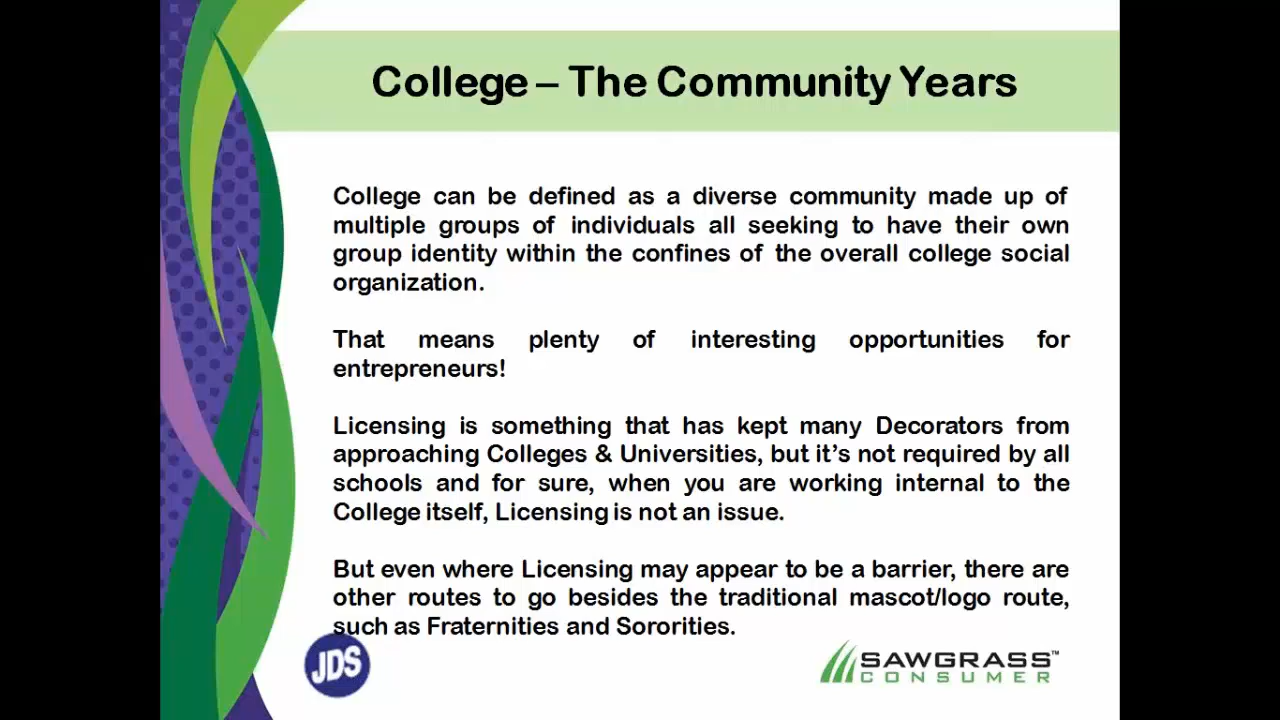 College – The Community Years
College can be defined as a diverse community made up of
multiple groups of individuals all seeking to have their own
group identity within the confines of the overall college social
organization.
That means plenty of interesting opportunities for
entrepreneurs!
Licensing is something that has kept many Decorators from
approaching Colleges & Universities, but it’s not required by all
schools and for sure, when you are working internal to the
College itself, Licensing is not an issue.
But even where Licensing may appear to be a barrier, there are
other routes to go besides the traditional mascot/logo route,
such as Fraternities and Sororities.
JDS
SAWGRASS™
CONSUMER